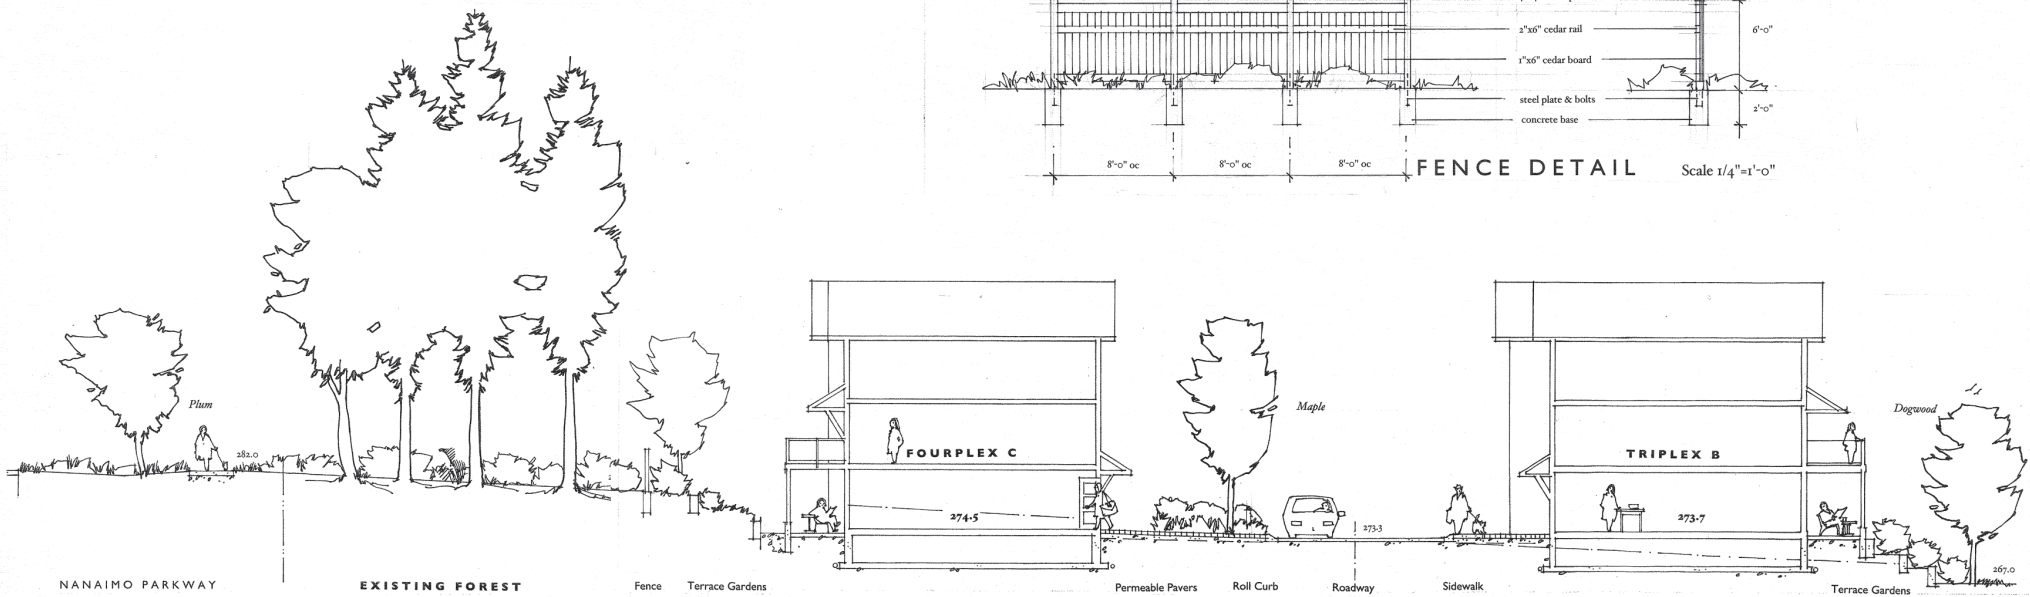 2"x6" cedar rail
6'-0"
1"x6" cedar board
steel plate & bolts
2'-0"
concrete base
8'-0" oc
8'-0" oc
8'-0" oc
FENCE DETAIL
Scale 1/4"=1'-0"
Plum
282.0
FOURPLEX C
274.5
Maple
273.3
TRIPLEX B
273.7
Dogwood
267.0
NANAIMO PARKWAY
EXISTING FOREST
Fence
Terrace Gardens
Permeable Pavers
Roll Curb
Roadway
Sidewalk
Terrace Gardens